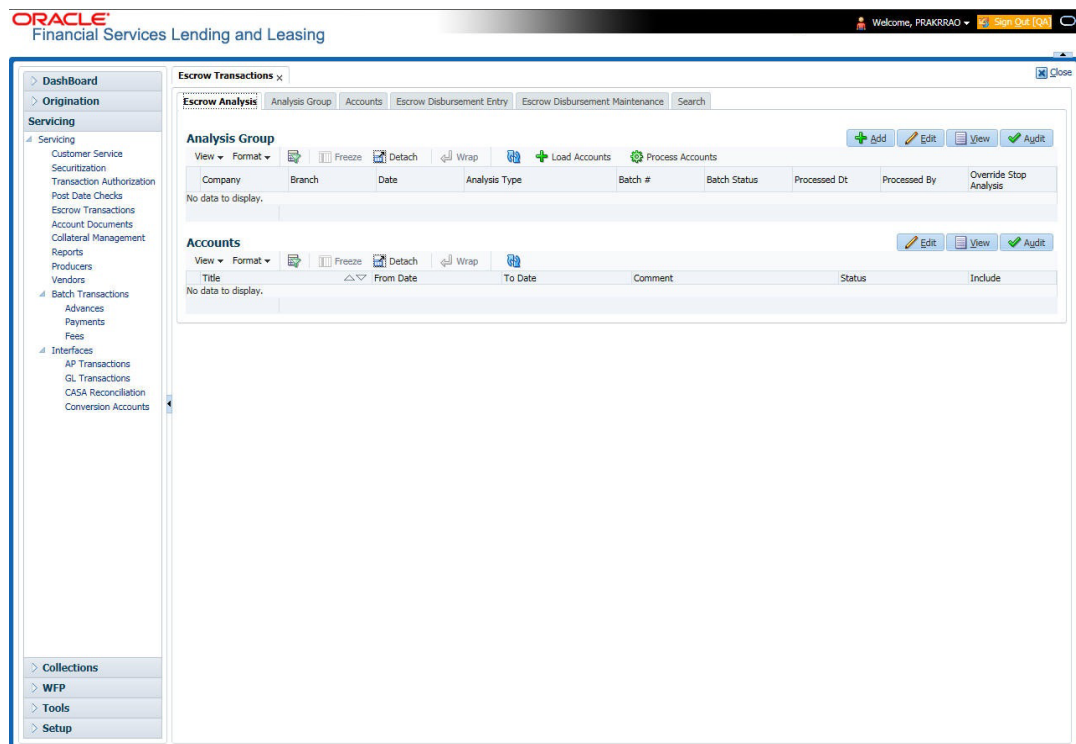 ORACLE®
Financial Services Lending and Leasing
Welcome, PRAKRRAO
Sign Out [QA]
Close
DashBoard
Origination
Servicing
Servicing
Customer Service
Securitization
Transaction Authorization
Post Date Checks
Escrow Transactions
Account Documents
Collateral Management
Reports
Producers
Vendors
Batch Transactions
Advances
Payments
Fees
Interfaces
AP Transactions
GL Transactions
CASA Reconciliation
Conversion Accounts
Collections
WFP
Tools
Setup
Escrow Transactions x
Escrow Analysis Analysis Group Accounts Escrow Disbursement Entry Escrow Disbursement Maintenance Search
Analysis Group
Add Edit View Audit
View Format Freeze Detach Wrap Load Accounts Process Accounts
Company Branch Date Analysis Type Batch # Batch Status Processed Dt Processed By Override Stop Analysis
No data to display.
Accounts
Edit View Audit
View Format Freeze Detach Wrap
Title From Date To Date Comment Status Include
No data to display.